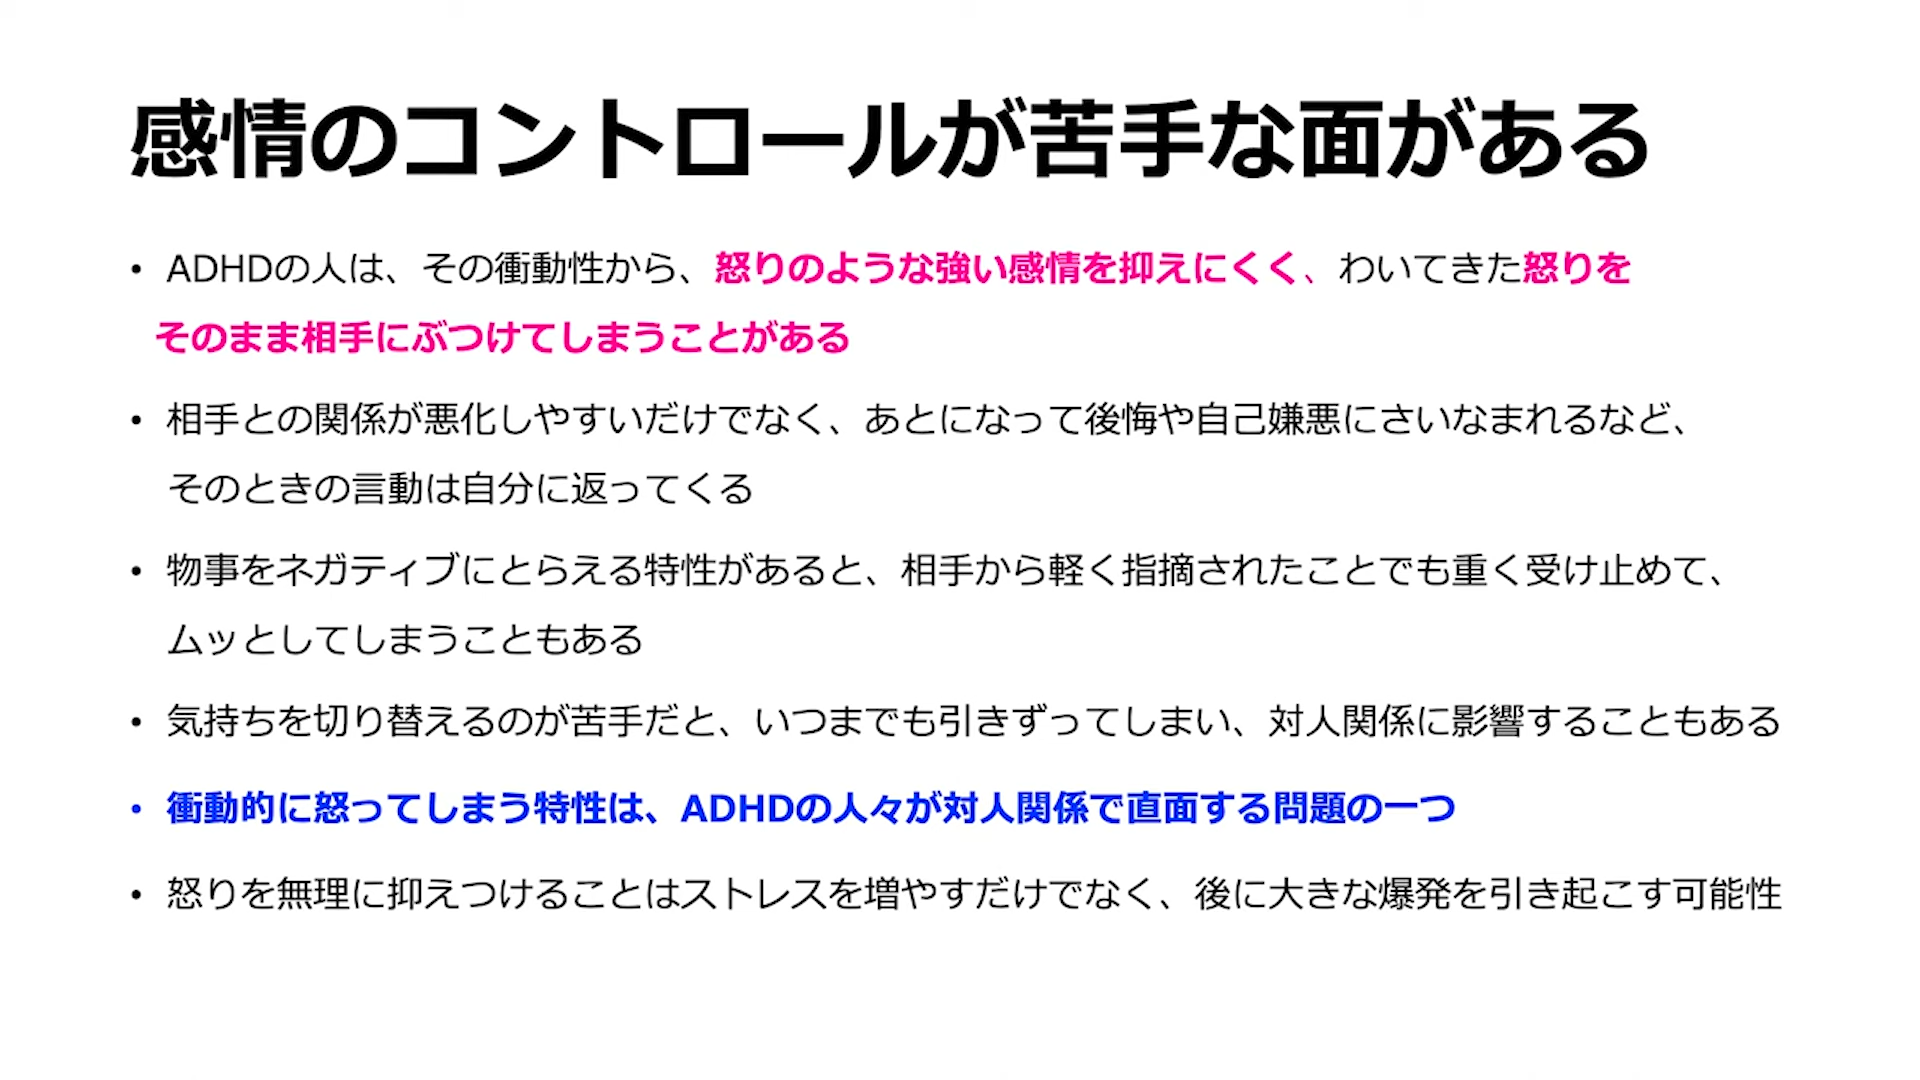 感情のコントロールが苦手な面がある
• ADHDの人は、その衝動性から、怒りのような強い感情を抑えにくく、わいてきた怒りを
そのまま相手にぶつけてしまうことがある
• 相手との関係が悪化しやすいだけでなく、あとになって後悔や自己嫌悪にさいなまれるなど、
そのときの言動は自分に返ってくる
• 物事をネガティブにとらえる特性があると、相手から軽く指摘されたことでも重く受け止めて、
ムッとしてしまうこともある
• 気持ちを切り替えるのが苦手だと、いつまでも引きずってしまい、対人関係に影響することもある
• 衝動的に怒ってしまう特性は、ADHDの人々が対人関係で直面する問題の一つ
• 怒りを無理に抑えつけることはストレスを増やすだけでなく、後に大きな爆発を引き起こす可能性